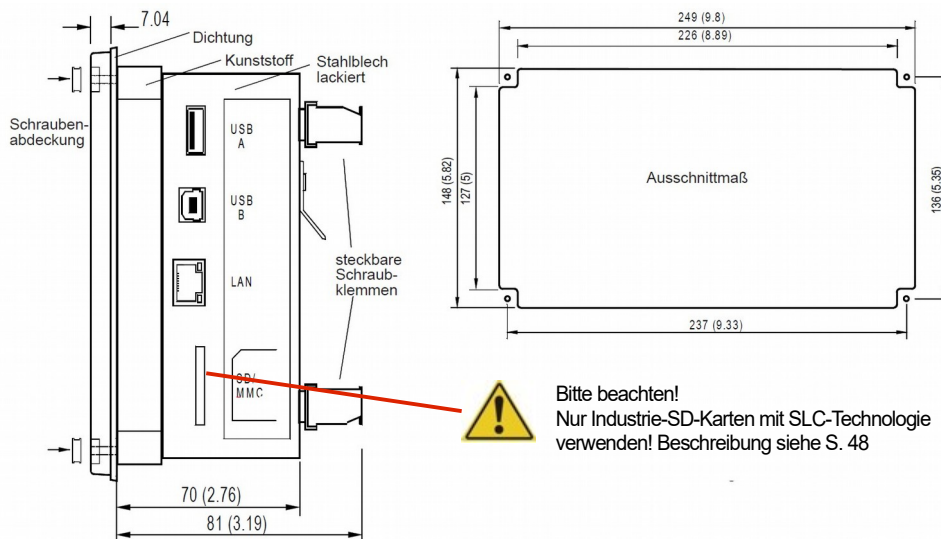 7.04
Dichtung
Kunststoff
Stahlblech
lackiert
Schrauben-
abdeckung
USB
A
USB
B
LAN
SD/
MMC
steckbare
Schraub-
klemmen
70 (2.76)
81 (3.19)
249 (9.8)
226 (8.89)
148 (5.82)
127 (5)
Ausschnittmaß
136 (5.35)
237 (9.33)
Bitte beachten!
Nur Industrie-SD-Karten mit SLC-Technologie
verwenden! Beschreibung siehe S. 48